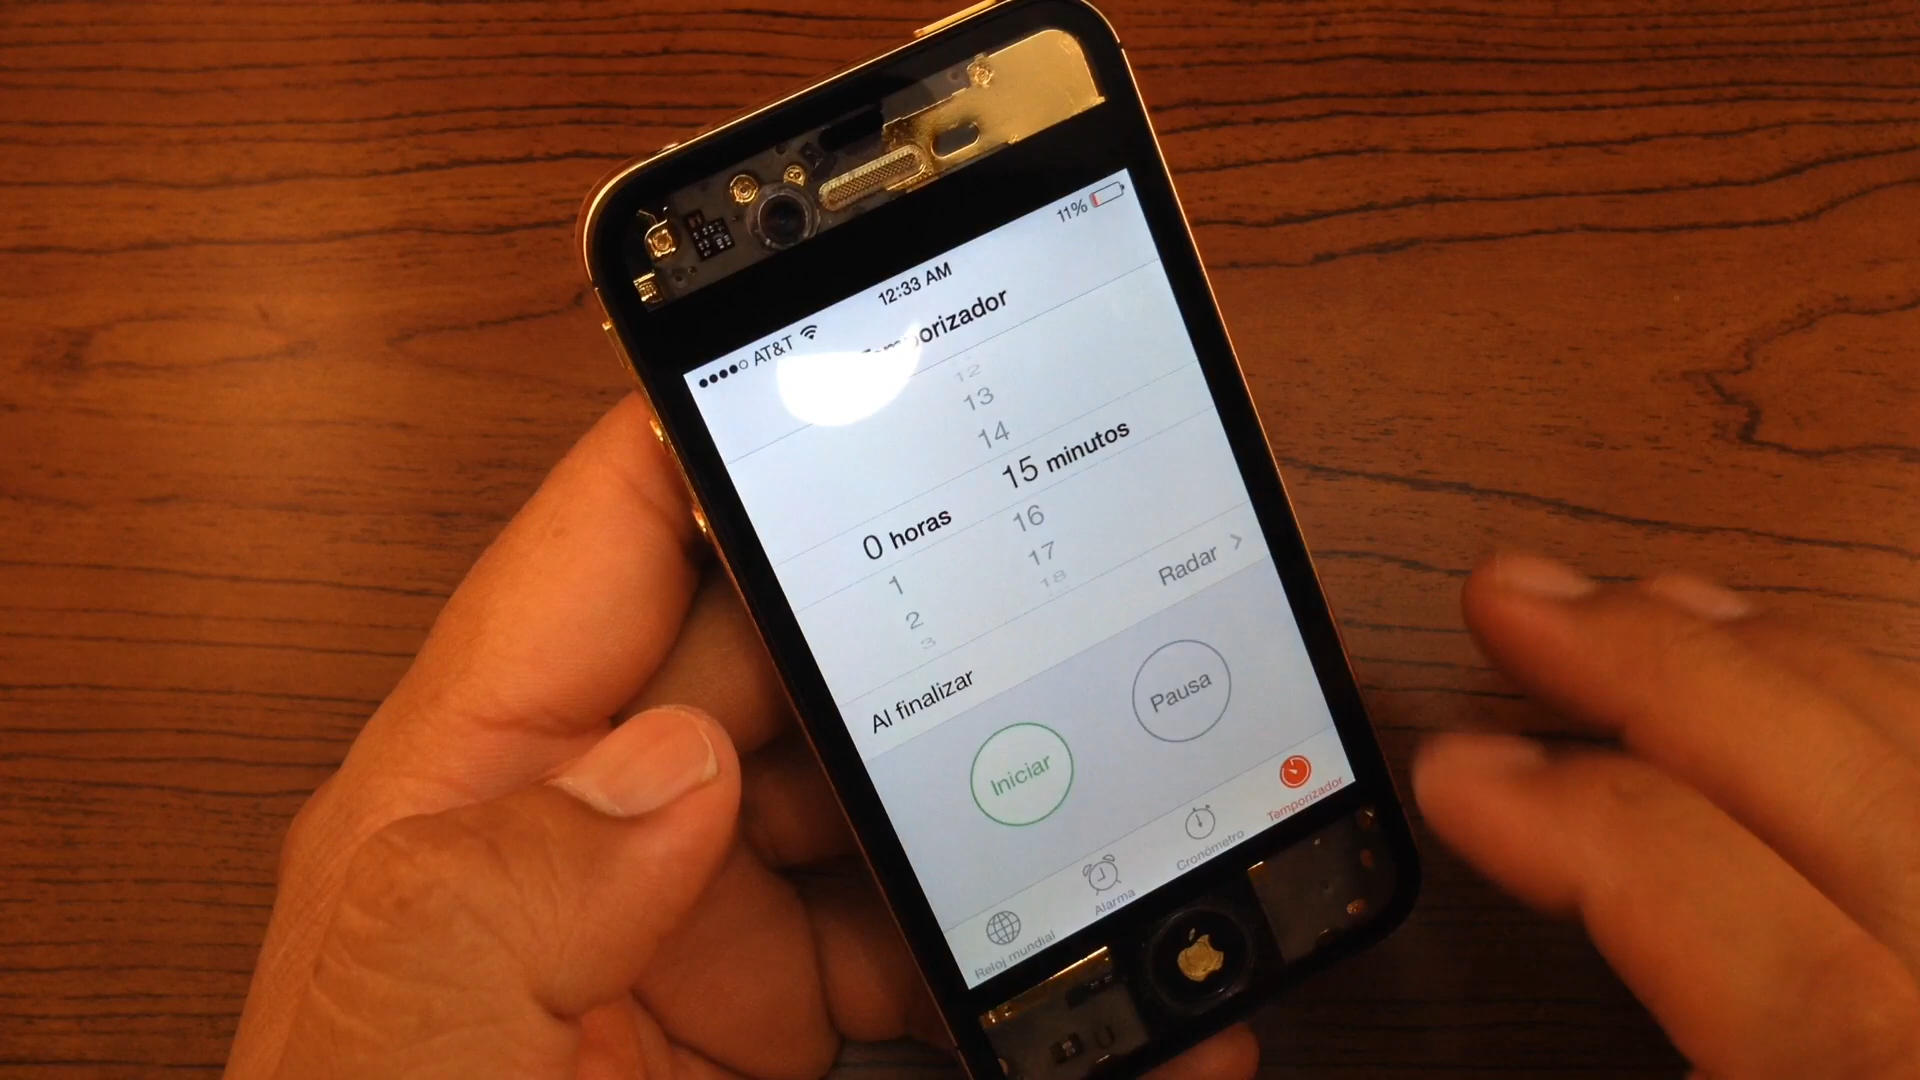 ●●●●○ AT&T 12:33 AM 11%
Temporizador
12
13
14
0 horas 15 minutos
1 16
2 17
3 18
Al finalizar Radar >
Iniciar Pausa
Reloj mundial Alarma Cronómetro Temporizador